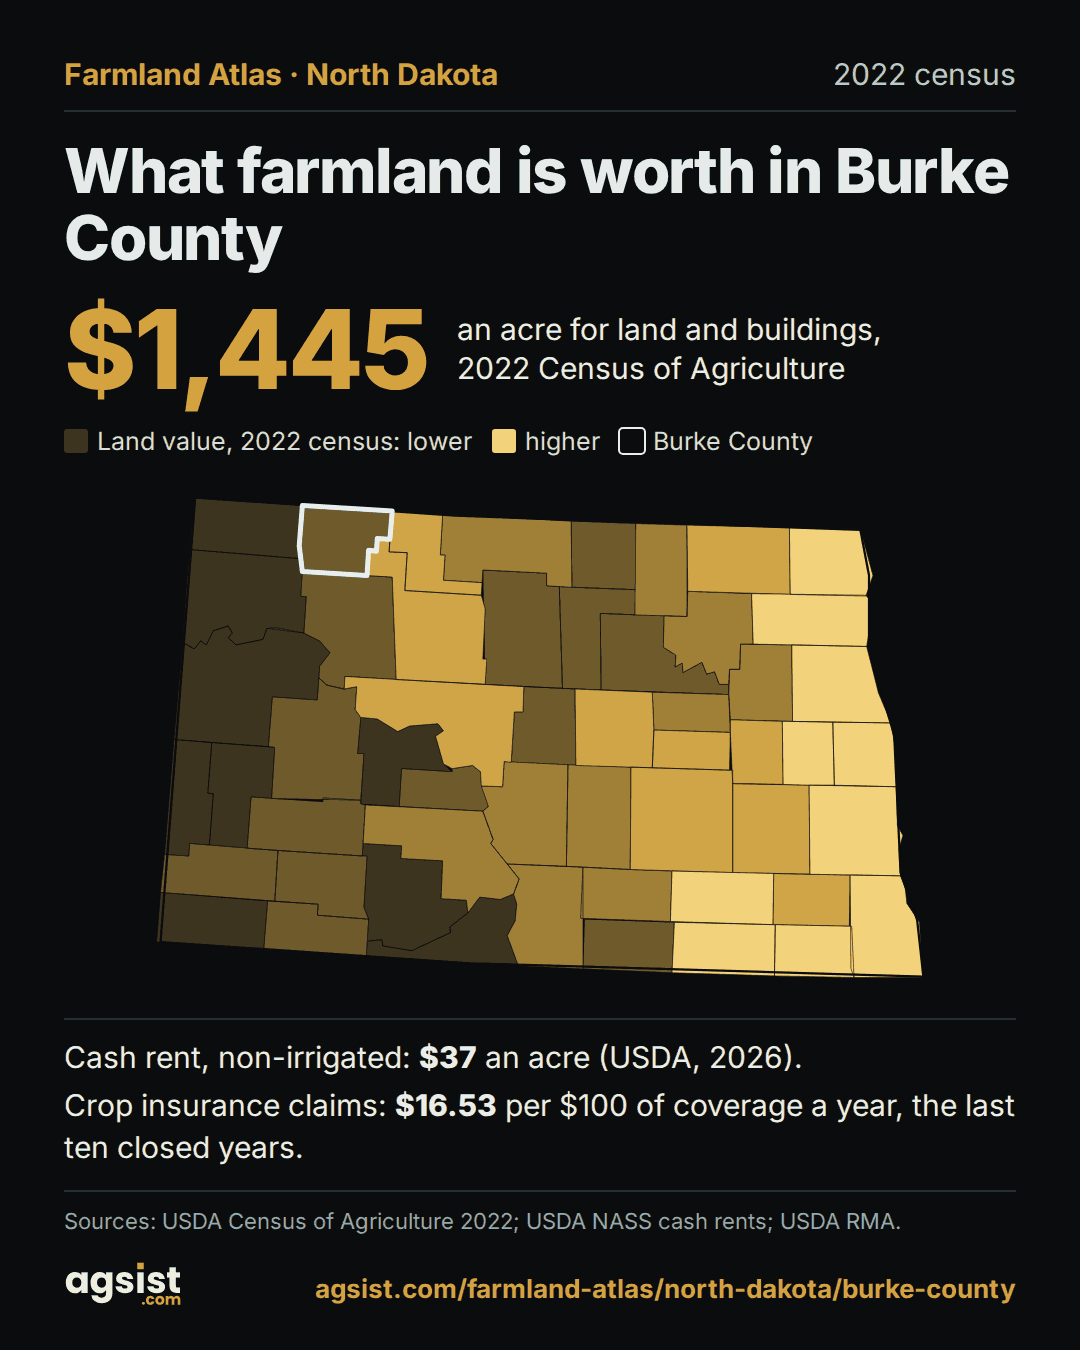 Farmland Atlas · North Dakota
2022 census
What farmland is worth in Burke
County
$1,445
an acre for land and buildings,
2022 Census of Agriculture
Land value, 2022 census: lower
higher
Burke County
Cash rent, non-irrigated: $37 an acre (USDA, 2026).
Crop insurance claims: $16.53 per $100 of coverage a year, the last
ten closed years.
Sources: USDA Census of Agriculture 2022; USDA NASS cash rents; USDA RMA.
agsist
.com
agsist.com/farmland-atlas/north-dakota/burke-county